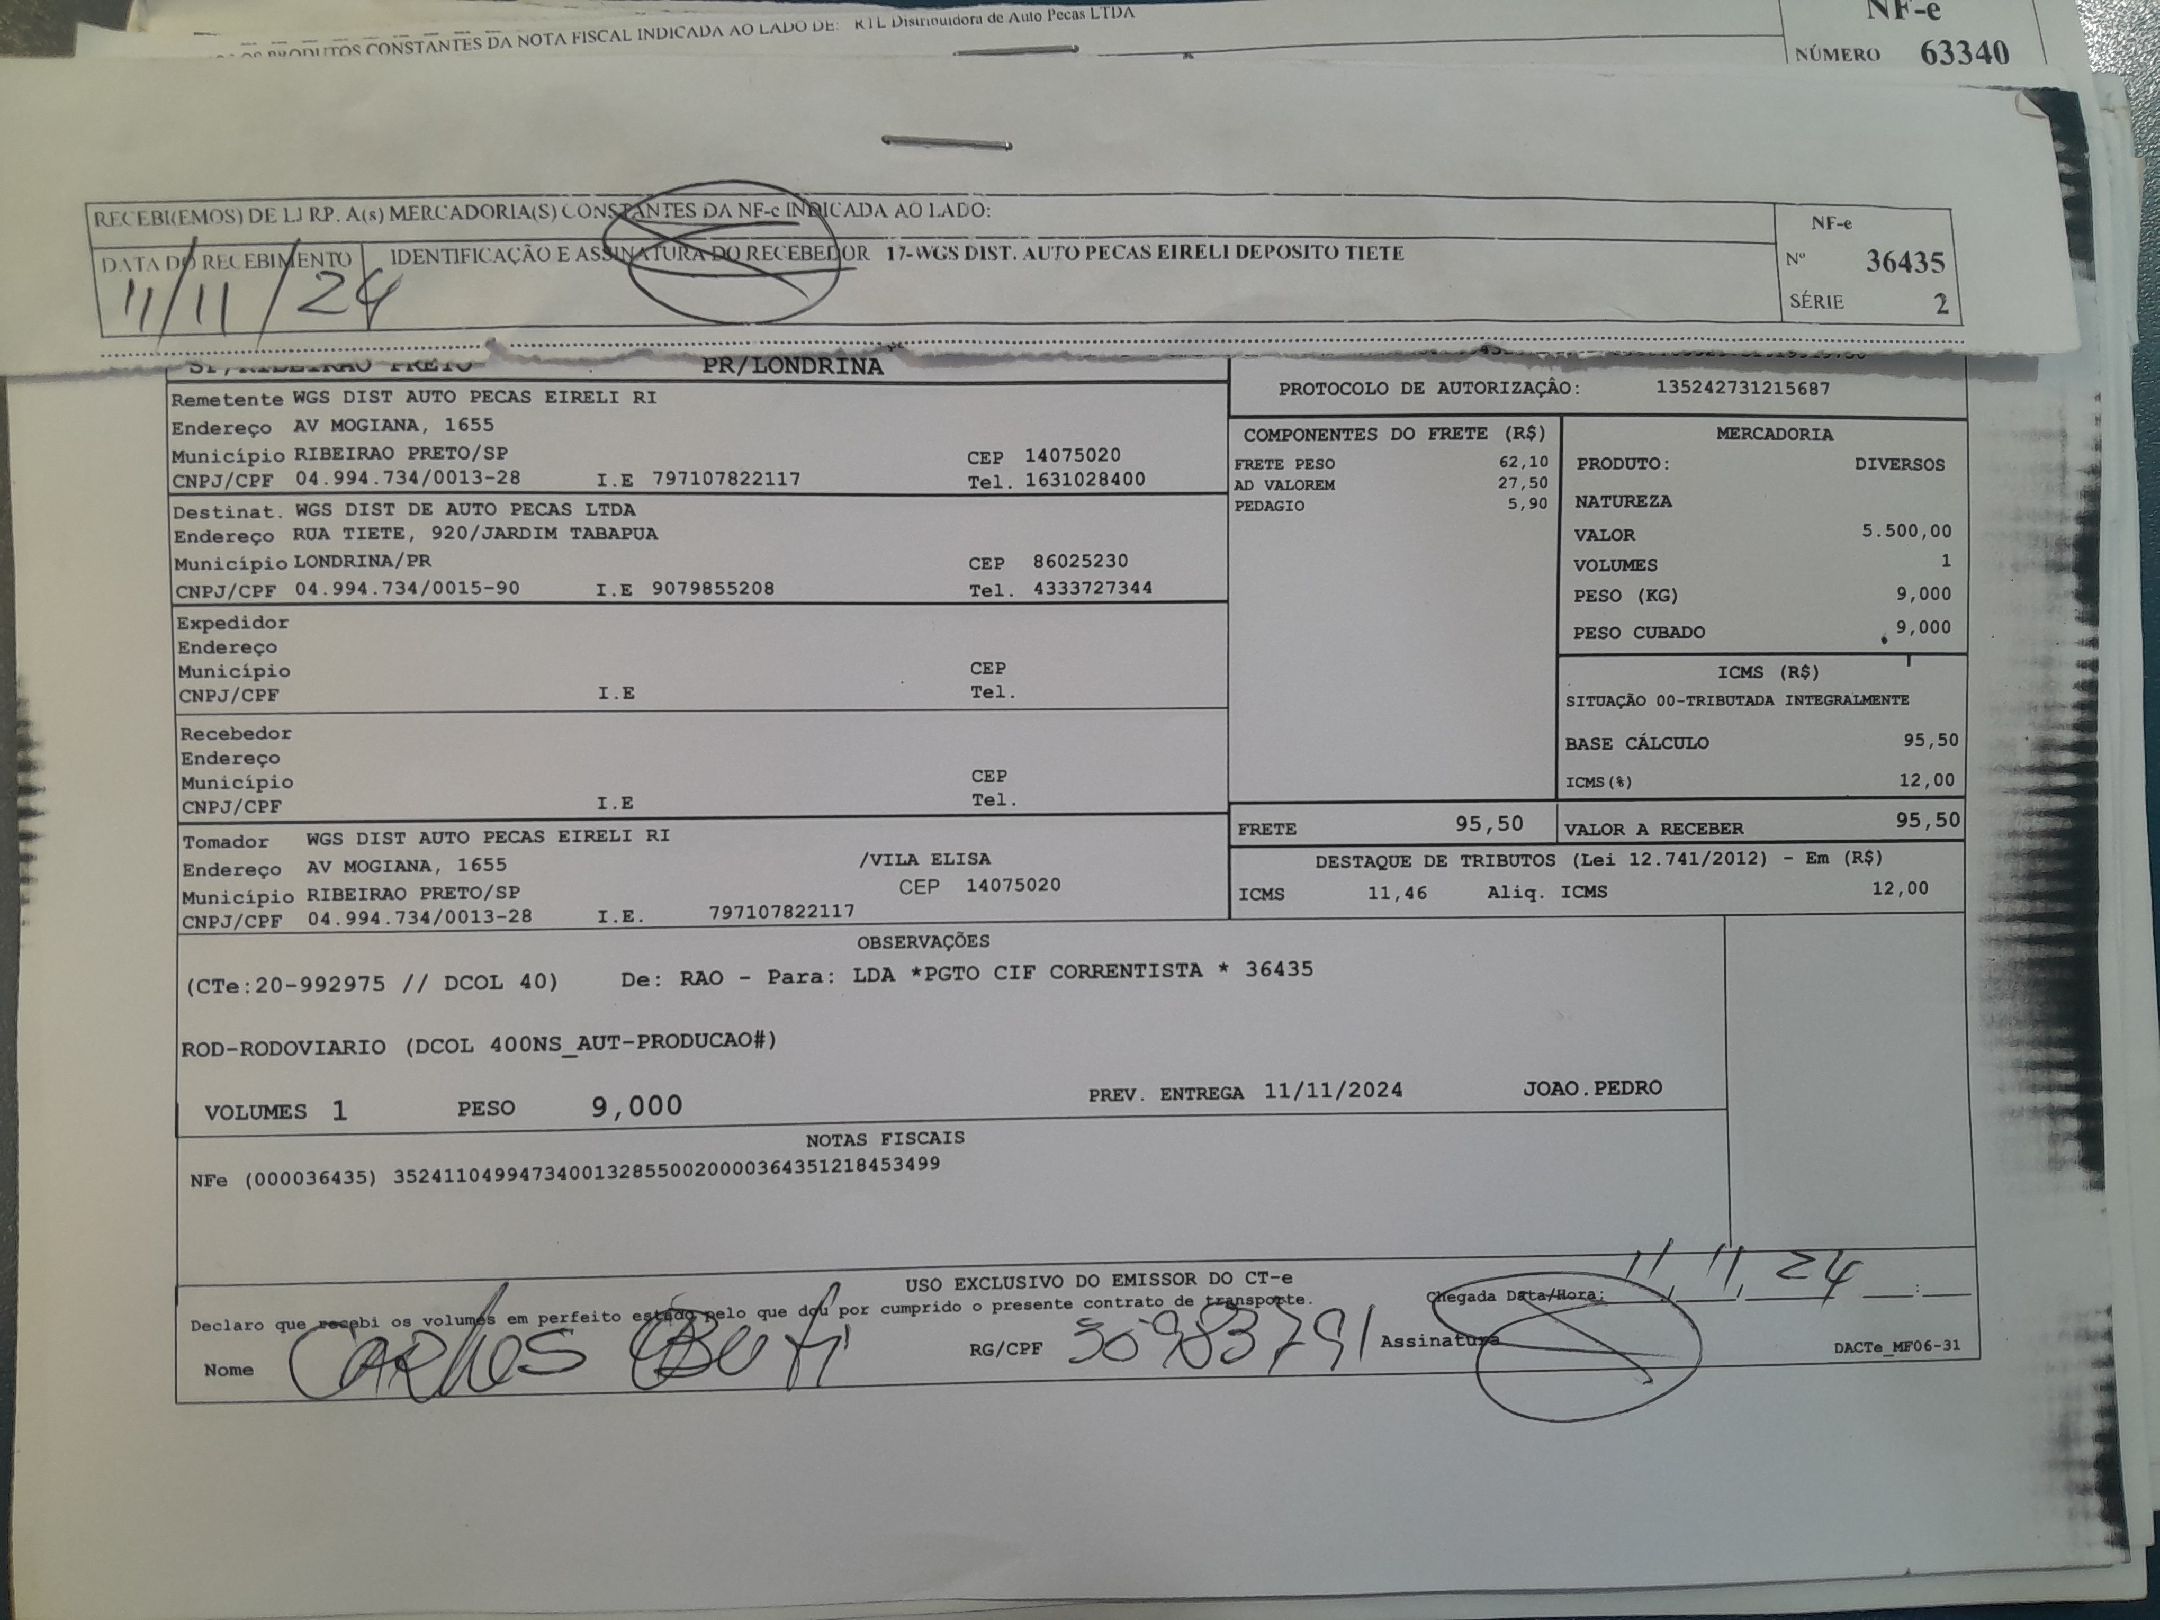 PRODUTOS CONSTANTES DA NOTA FISCAL INDICADA AO LADO DE: RTL Distribuidora de Auto Pecas LTDA
NF-e
NÚMERO 63340
RECEBI(EMOS) DE LJ RP. A(s) MERCADORIA(S) CONSTANTES DA NF-e INDICADA AO LADO:
DATA DO RECEBIMENTO
11/11/24
IDENTIFICAÇÃO E ASSINATURA DO RECEBEDOR 17-WGS DIST. AUTO PECAS EIRELI DEPOSITO TIETE
NF-e
Nº 36435
SÉRIE 2
SP/RIBEIRAO PRETO PR/LONDRINA
PROTOCOLO DE AUTORIZAÇÃO: 135242731215687
Remetente WGS DIST AUTO PECAS EIRELI RI
Endereço AV MOGIANA, 1655
Município RIBEIRAO PRETO/SP CEP 14075020
CNPJ/CPF 04.994.734/0013-28 I.E 797107822117 Tel. 1631028400
Destinat. WGS DIST DE AUTO PECAS LTDA
Endereço RUA TIETE, 920/JARDIM TABAPUA
Município LONDRINA/PR CEP 86025230
CNPJ/CPF 04.994.734/0015-90 I.E 9079855208 Tel. 4333727344
Expedidor
Endereço
Município CEP
CNPJ/CPF I.E Tel.
Recebedor
Endereço
Município CEP
CNPJ/CPF I.E Tel.
Tomador WGS DIST AUTO PECAS EIRELI RI
Endereço AV MOGIANA, 1655 /VILA ELISA
Município RIBEIRAO PRETO/SP CEP 14075020
CNPJ/CPF 04.994.734/0013-28 I.E. 797107822117
COMPONENTES DO FRETE (R$)
FRETE PESO 62,10
AD VALOREM 27,50
PEDAGIO 5,90
MERCADORIA
PRODUTO: DIVERSOS
NATUREZA
VALOR 5.500,00
VOLUMES 1
PESO (KG) 9,000
PESO CUBADO 9,000
ICMS (R$)
SITUAÇÃO 00-TRIBUTADA INTEGRALMENTE
BASE CÁLCULO 95,50
ICMS(%) 12,00
FRETE 95,50 VALOR A RECEBER 95,50
DESTAQUE DE TRIBUTOS (Lei 12.741/2012) - Em (R$)
ICMS 11,46 Aliq. ICMS 12,00
OBSERVAÇÕES
(CTe:20-992975 // DCOL 40) De: RAO - Para: LDA *PGTO CIF CORRENTISTA * 36435
ROD-RODOVIARIO (DCOL 400NS_AUT-PRODUCAO#)
VOLUMES 1 PESO 9,000 PREV. ENTREGA 11/11/2024 JOAO.PEDRO
NOTAS FISCAIS
NFe (000036435) 35241104994734001328550020000364351218453499
USO EXCLUSIVO DO EMISSOR DO CT-e
Declaro que recebi os volumes em perfeito estado pelo que dou por cumprido o presente contrato de transporte.
Chegada Data/Hora: 11 11 24 :
Nome CARlos RG/CPF 50983791 Assinatura
DACTe_MF06-31